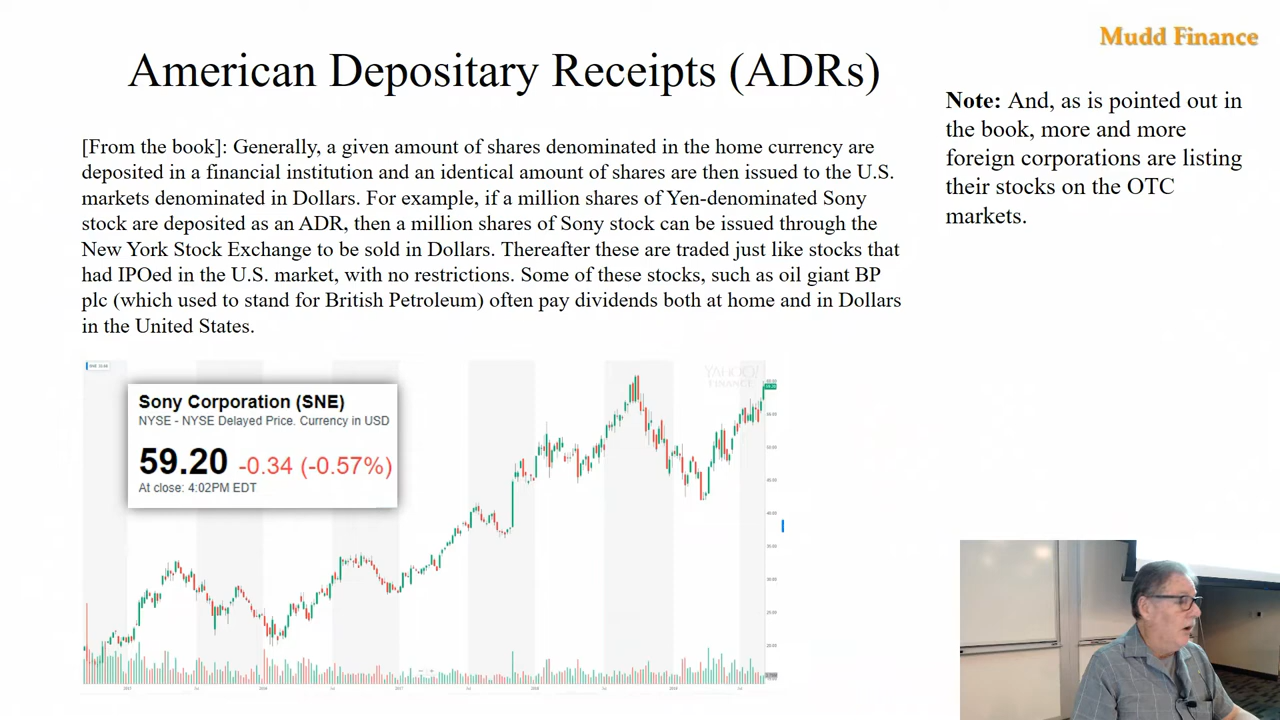 Mudd Finance
American Depositary Receipts (ADRs)
[From the book]: Generally, a given amount of shares denominated in the home currency are
deposited in a financial institution and an identical amount of shares are then issued to the U.S.
markets denominated in Dollars. For example, if a million shares of Yen-denominated Sony
stock are deposited as an ADR, then a million shares of Sony stock can be issued through the
New York Stock Exchange to be sold in Dollars. Thereafter these are traded just like stocks that
had IPOed in the U.S. market, with no restrictions. Some of these stocks, such as oil giant BP
plc (which used to stand for British Petroleum) often pay dividends both at home and in Dollars
in the United States.
Note: And, as is pointed out in
the book, more and more
foreign corporations are listing
their stocks on the OTC
markets.
YAHOO!
FINANCE
Sony Corporation (SNE)
NYSE - NYSE Delayed Price. Currency in USD
59.20 -0.34 (-0.57%)
At close: 4:02PM EDT